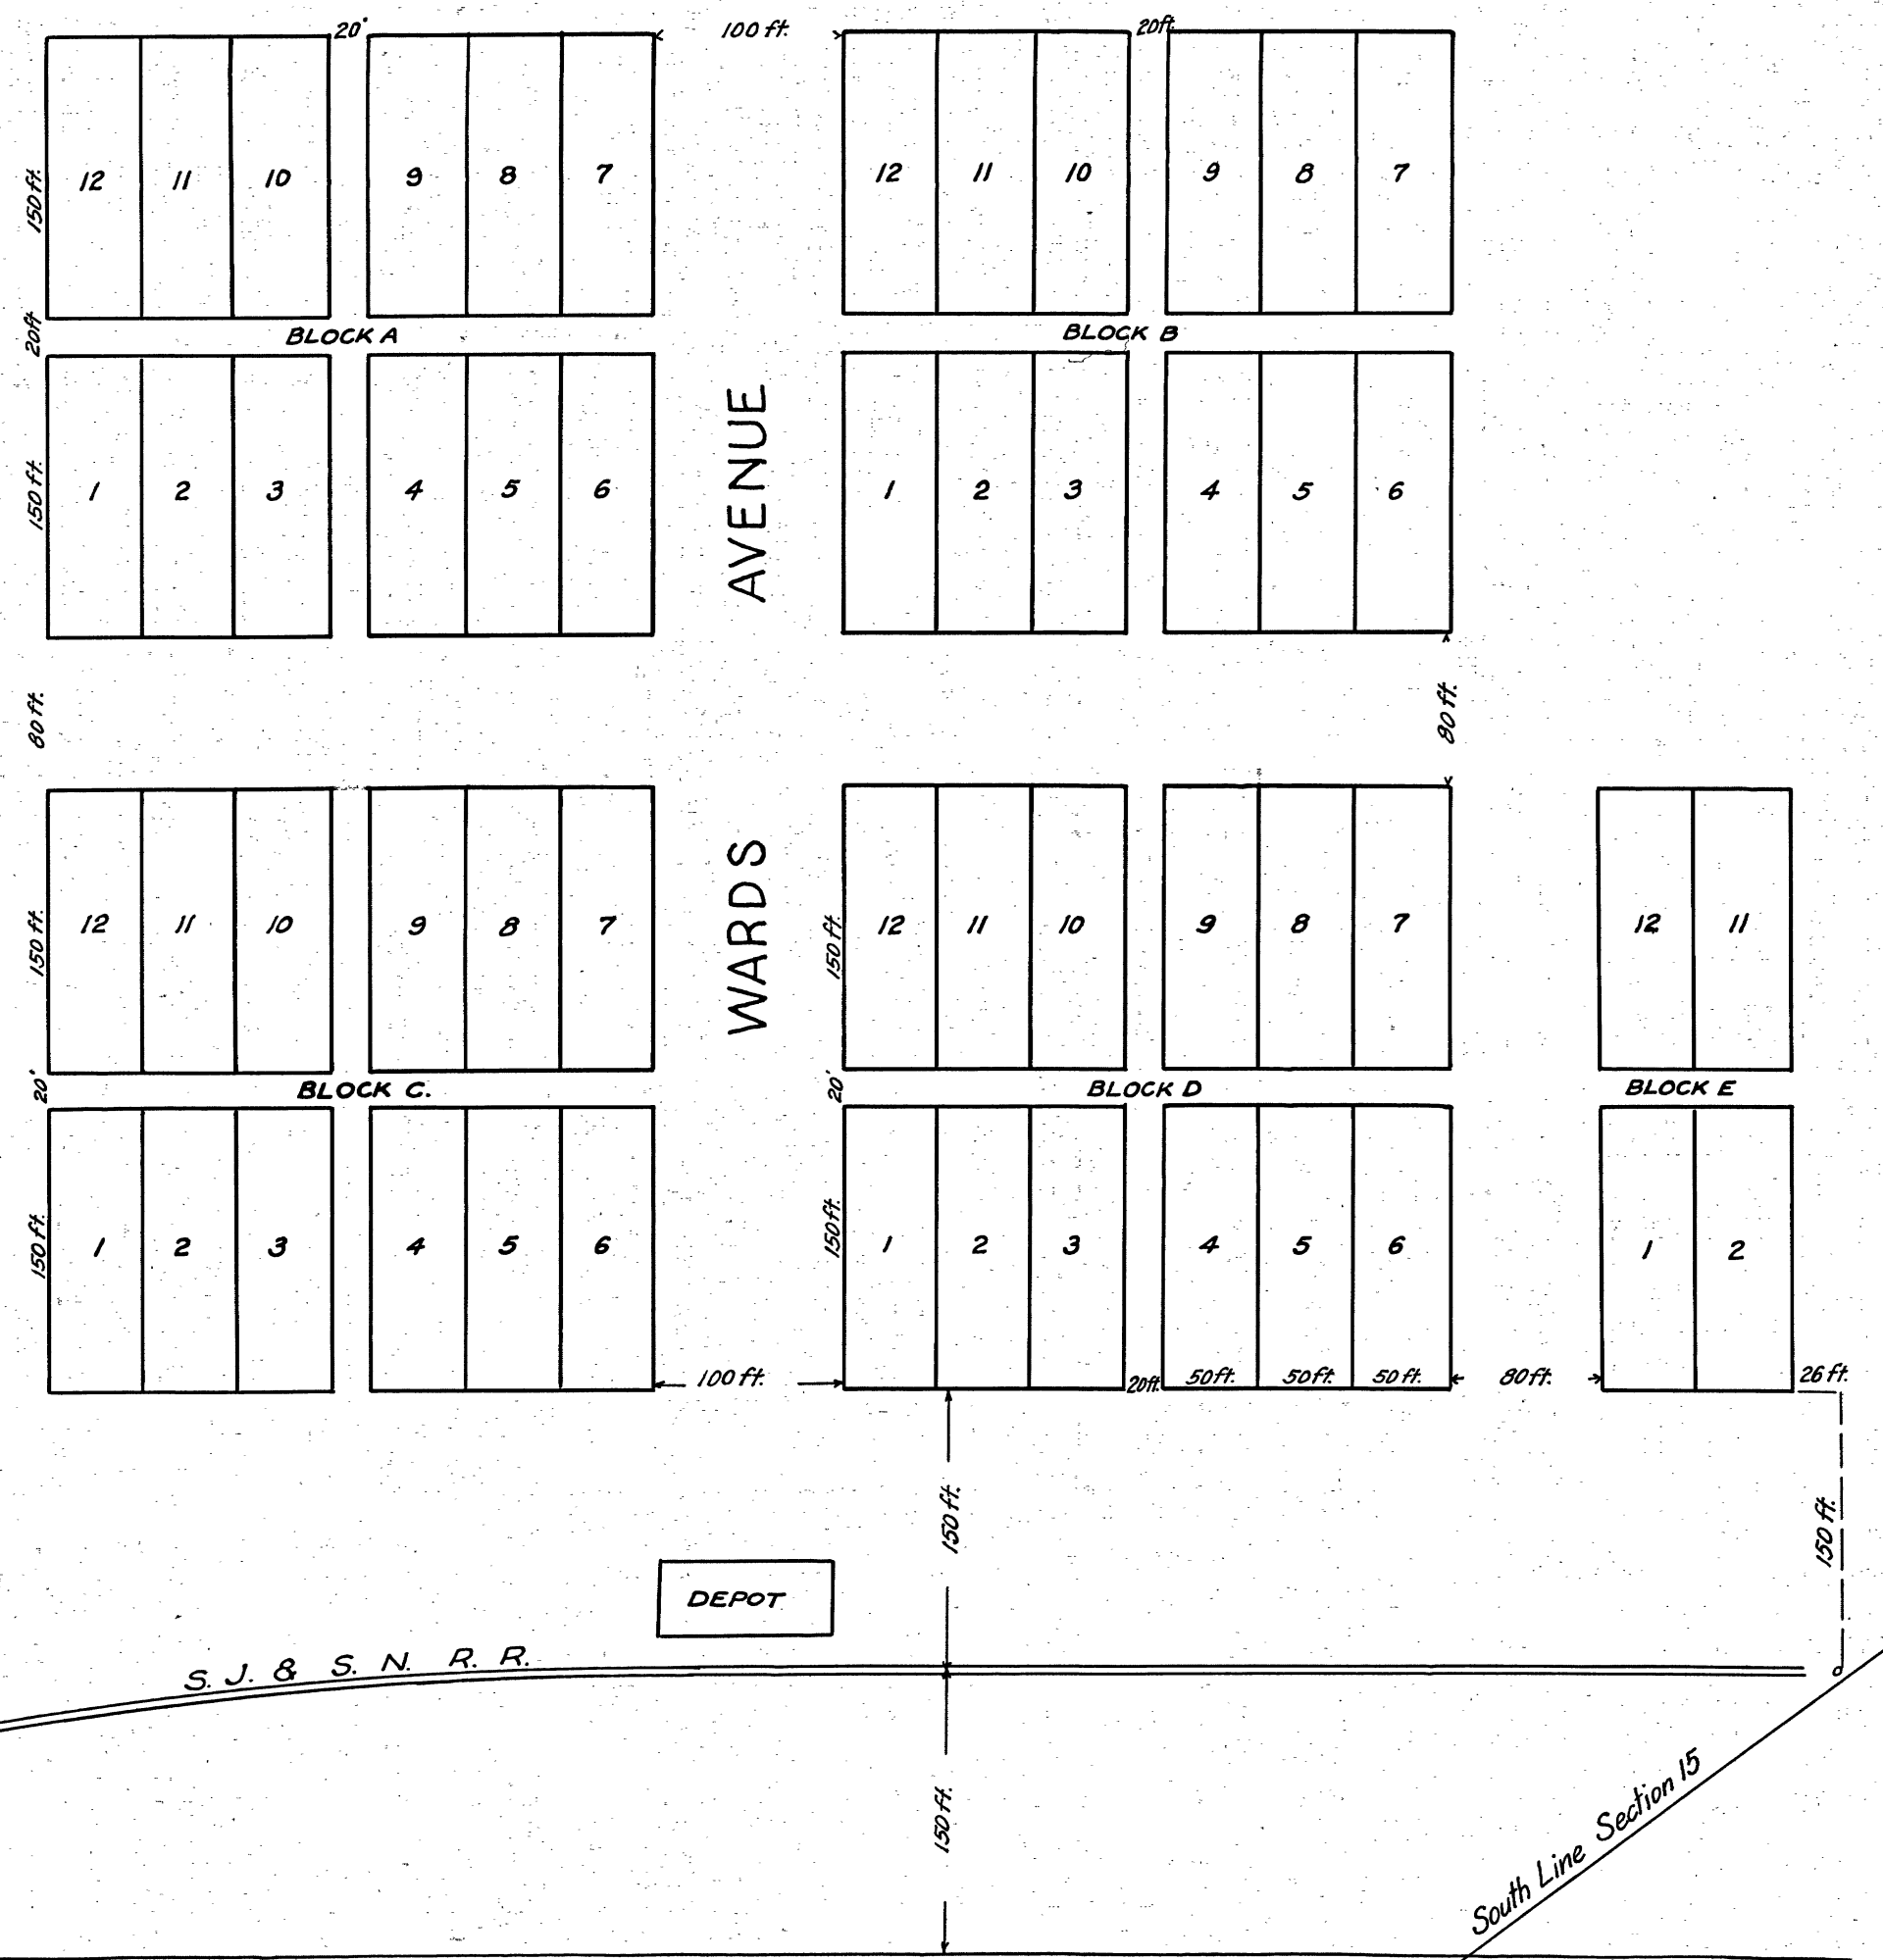 20' 100 ft. 20ft.
150 ft. 12 11 10 9 8 7 12 11 10 9 8 7
20ft BLOCK A BLOCK B
150 ft. 1 2 3 4 5 6 1 2 3 4 5 6
WARDS AVENUE
80 ft. 80 ft.
150 ft. 12 11 10 9 8 7 150 ft. 12 11 10 9 8 7 12 11
20' BLOCK C. 20' BLOCK D BLOCK E
150 ft. 1 2 3 4 5 6 150 ft. 1 2 3 4 5 6 1 2
100 ft. 20ft. 50ft. 50ft. 50ft. 80ft. 26 ft.
150 ft. 150 ft.
DEPOT
S. J. & S. N. R. R.
150 ft.
South Line Section 15